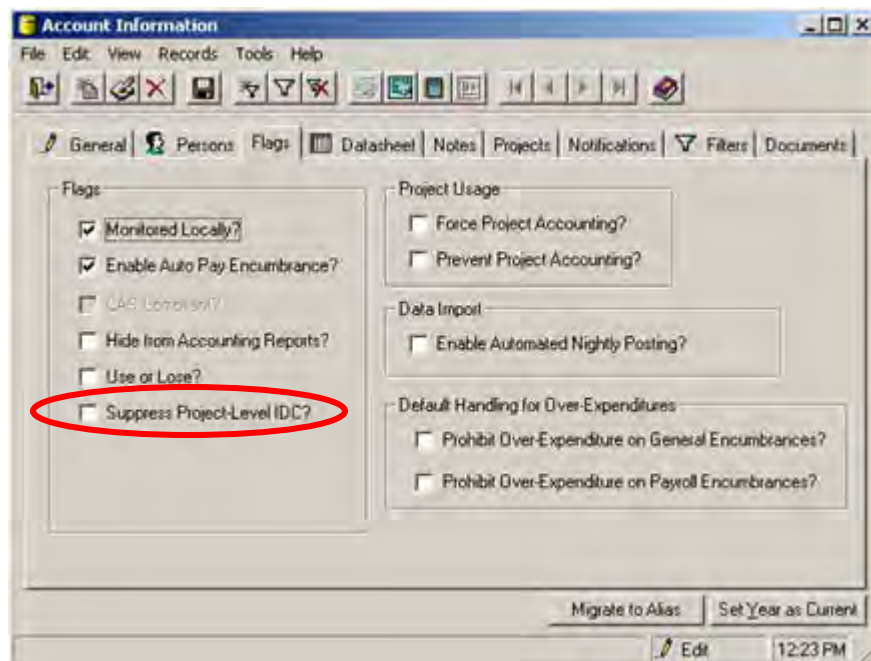 Account Information
File Edit View Records Tools Help
General Persons Flags Datasheet Notes Projects Notifications Filters Documents
Flags
Monitored Locally?
Enable Auto Pay Encumbrance?
CAS Compliant?
Hide from Accounting Reports?
Use or Lose?
Suppress Project-Level IDC?
Project Usage
Force Project Accounting?
Prevent Project Accounting?
Data Import
Enable Automated Nightly Posting?
Default Handling for Over-Expenditures
Prohibit Over-Expenditure on General Encumbrances?
Prohibit Over-Expenditure on Payroll Encumbrances?
Migrate to Alias Set Year as Current
Edit 12:23 PM